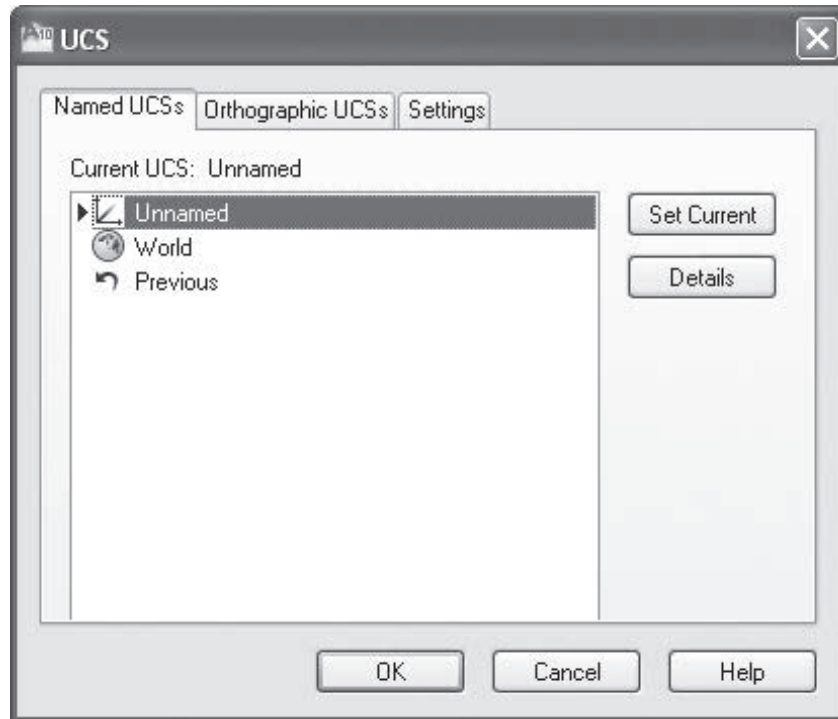 UCS
Named UCSs Orthographic UCSs Settings
Current UCS: Unnamed
Unnamed
World
Previous
Set Current
Details
OK Cancel Help